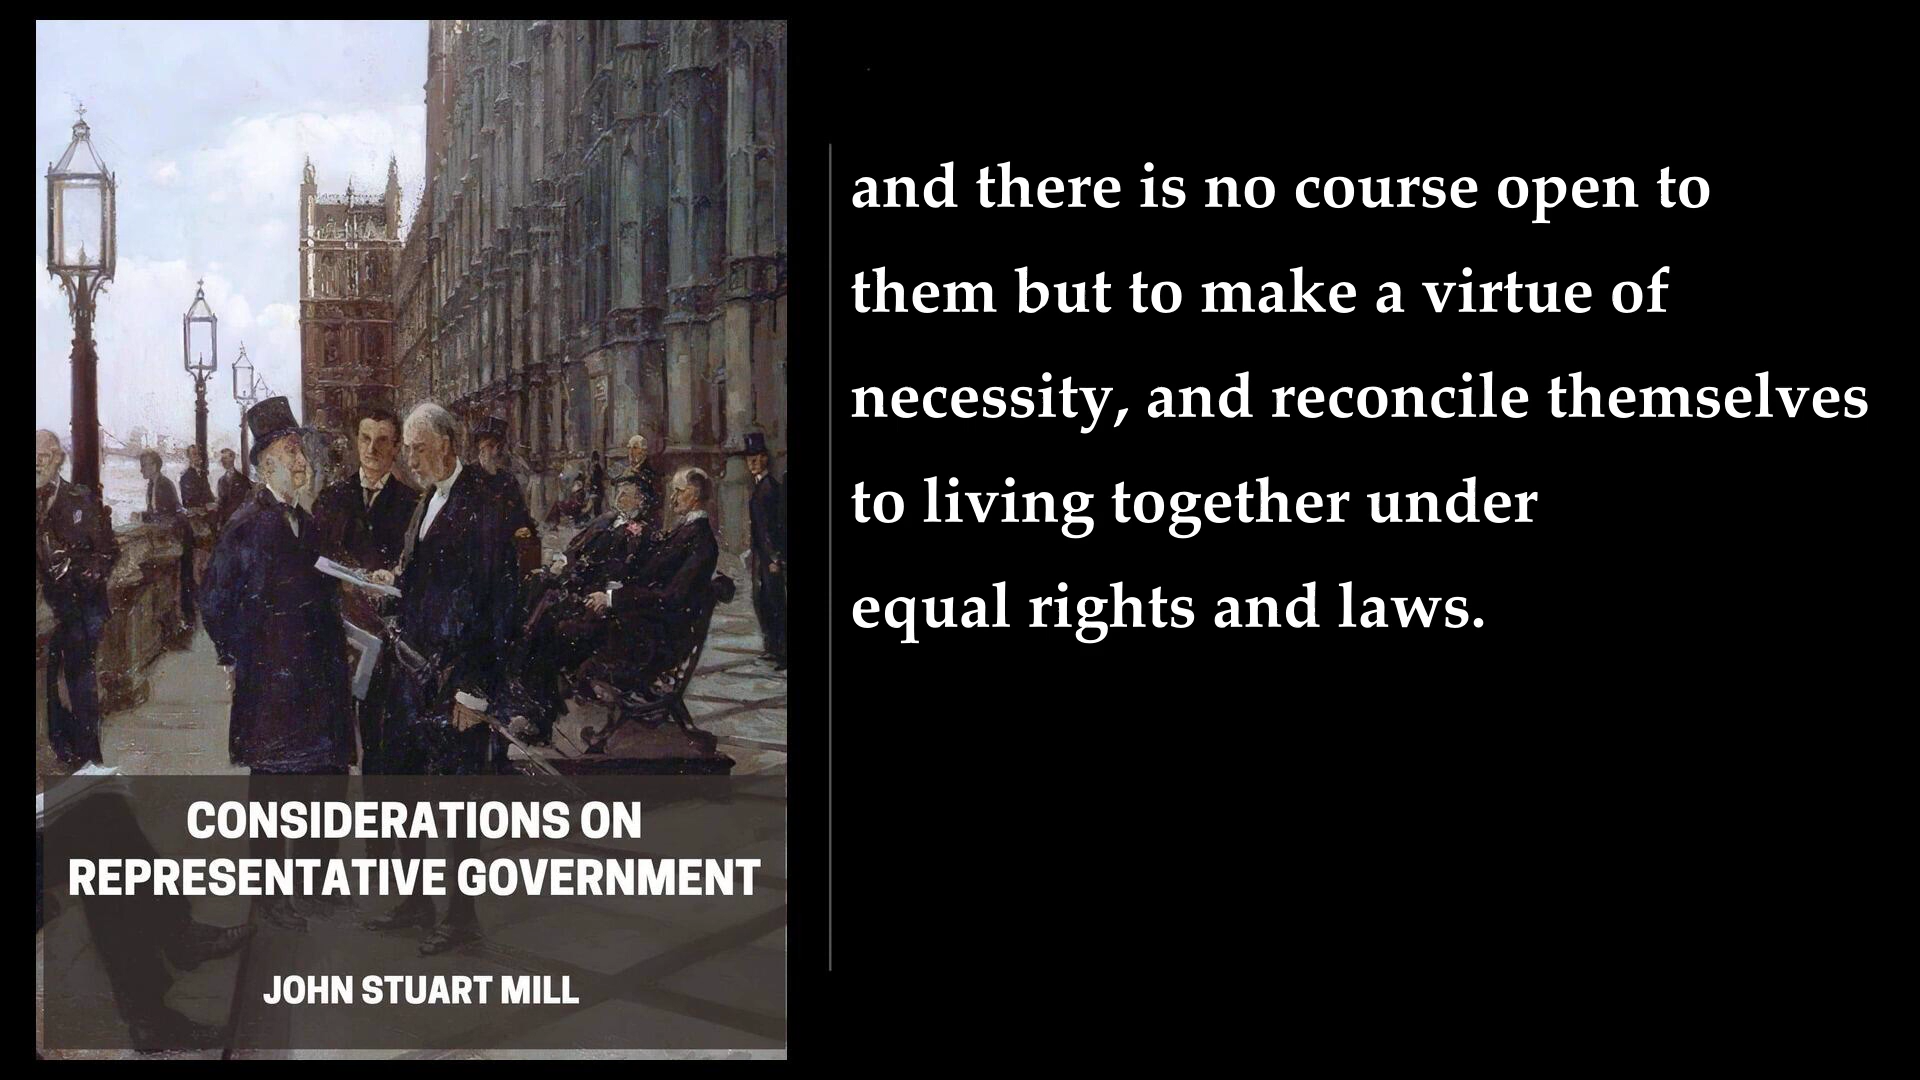 and there is no course open to
them but to make a virtue of
necessity, and reconcile themselves
to living together under
equal rights and laws.
CONSIDERATIONS ON
REPRESENTATIVE GOVERNMENT
JOHN STUART MILL